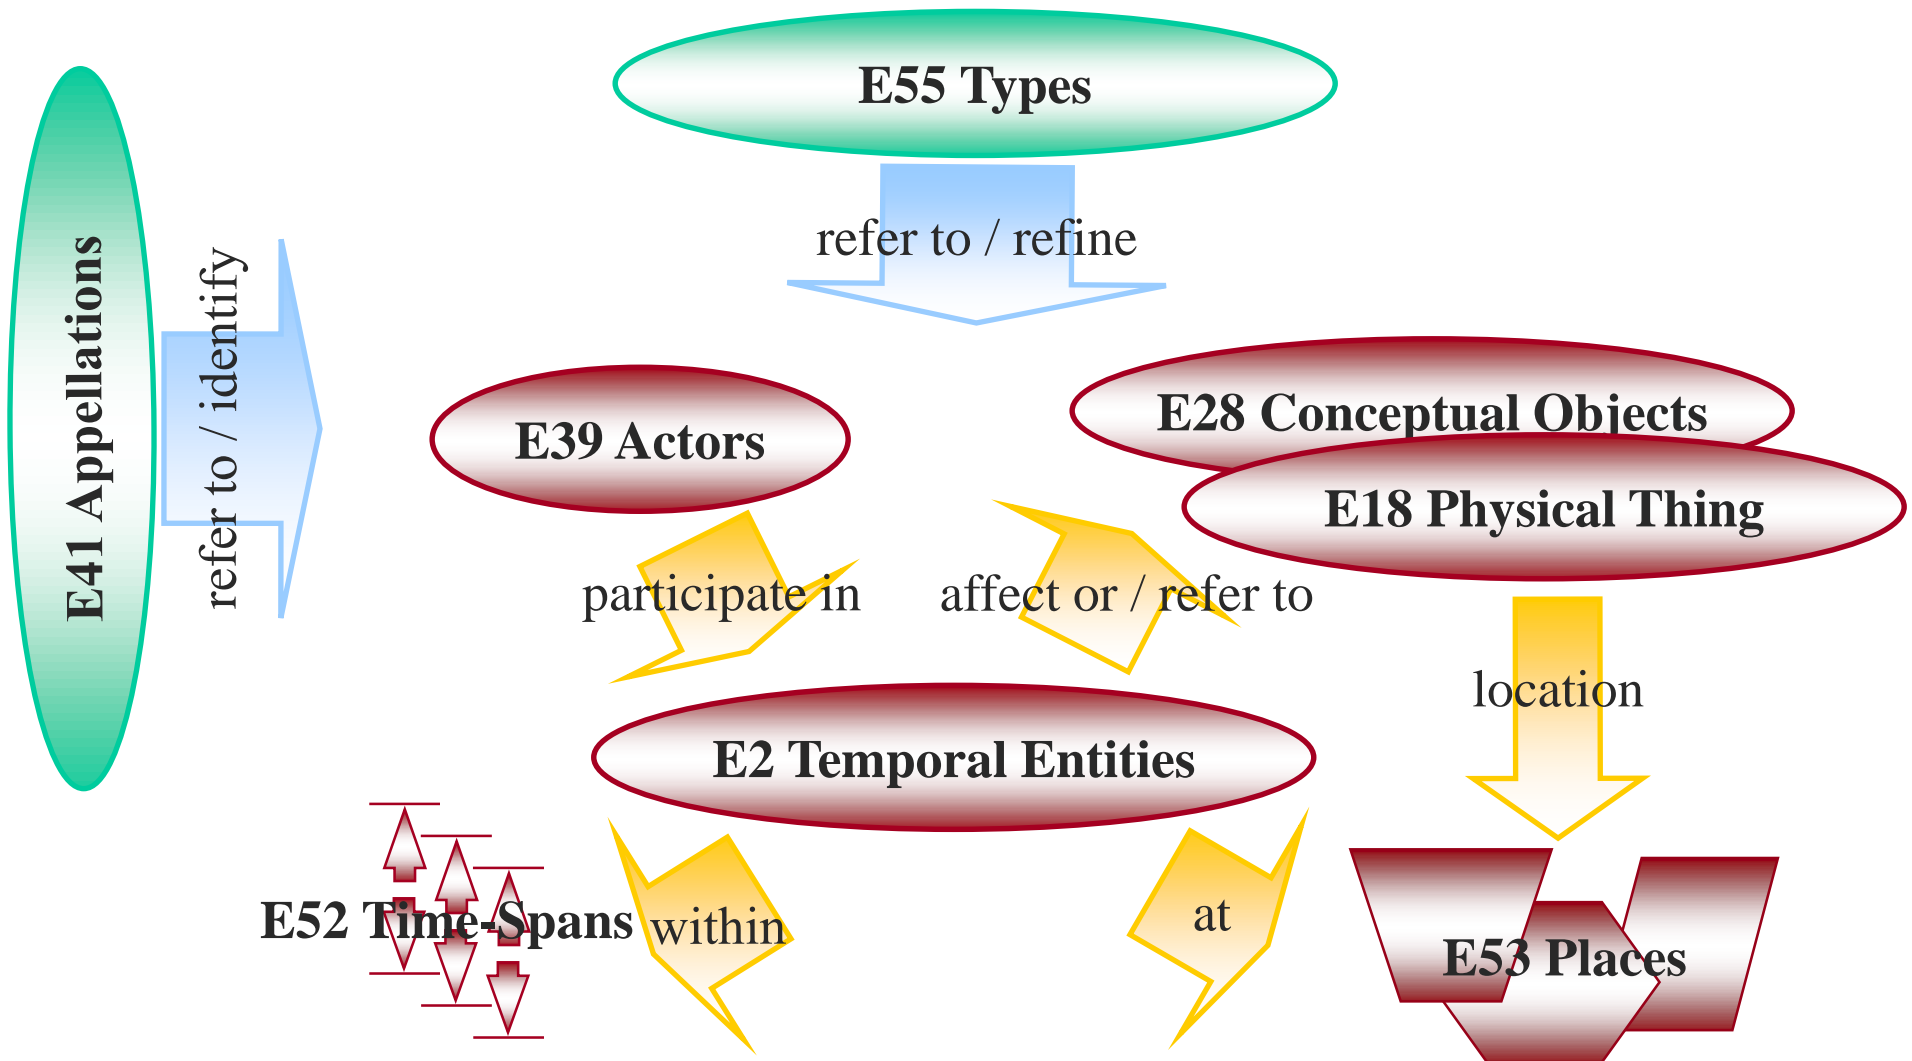 E55 Types
refer to / refine
E41 Appellations
refer to / identify
E39 Actors
E28 Conceptual Objects
E18 Physical Thing
participate in
affect or / refer to
location
E2 Temporal Entities
E52 Time-Spans
within
at
E53 Places